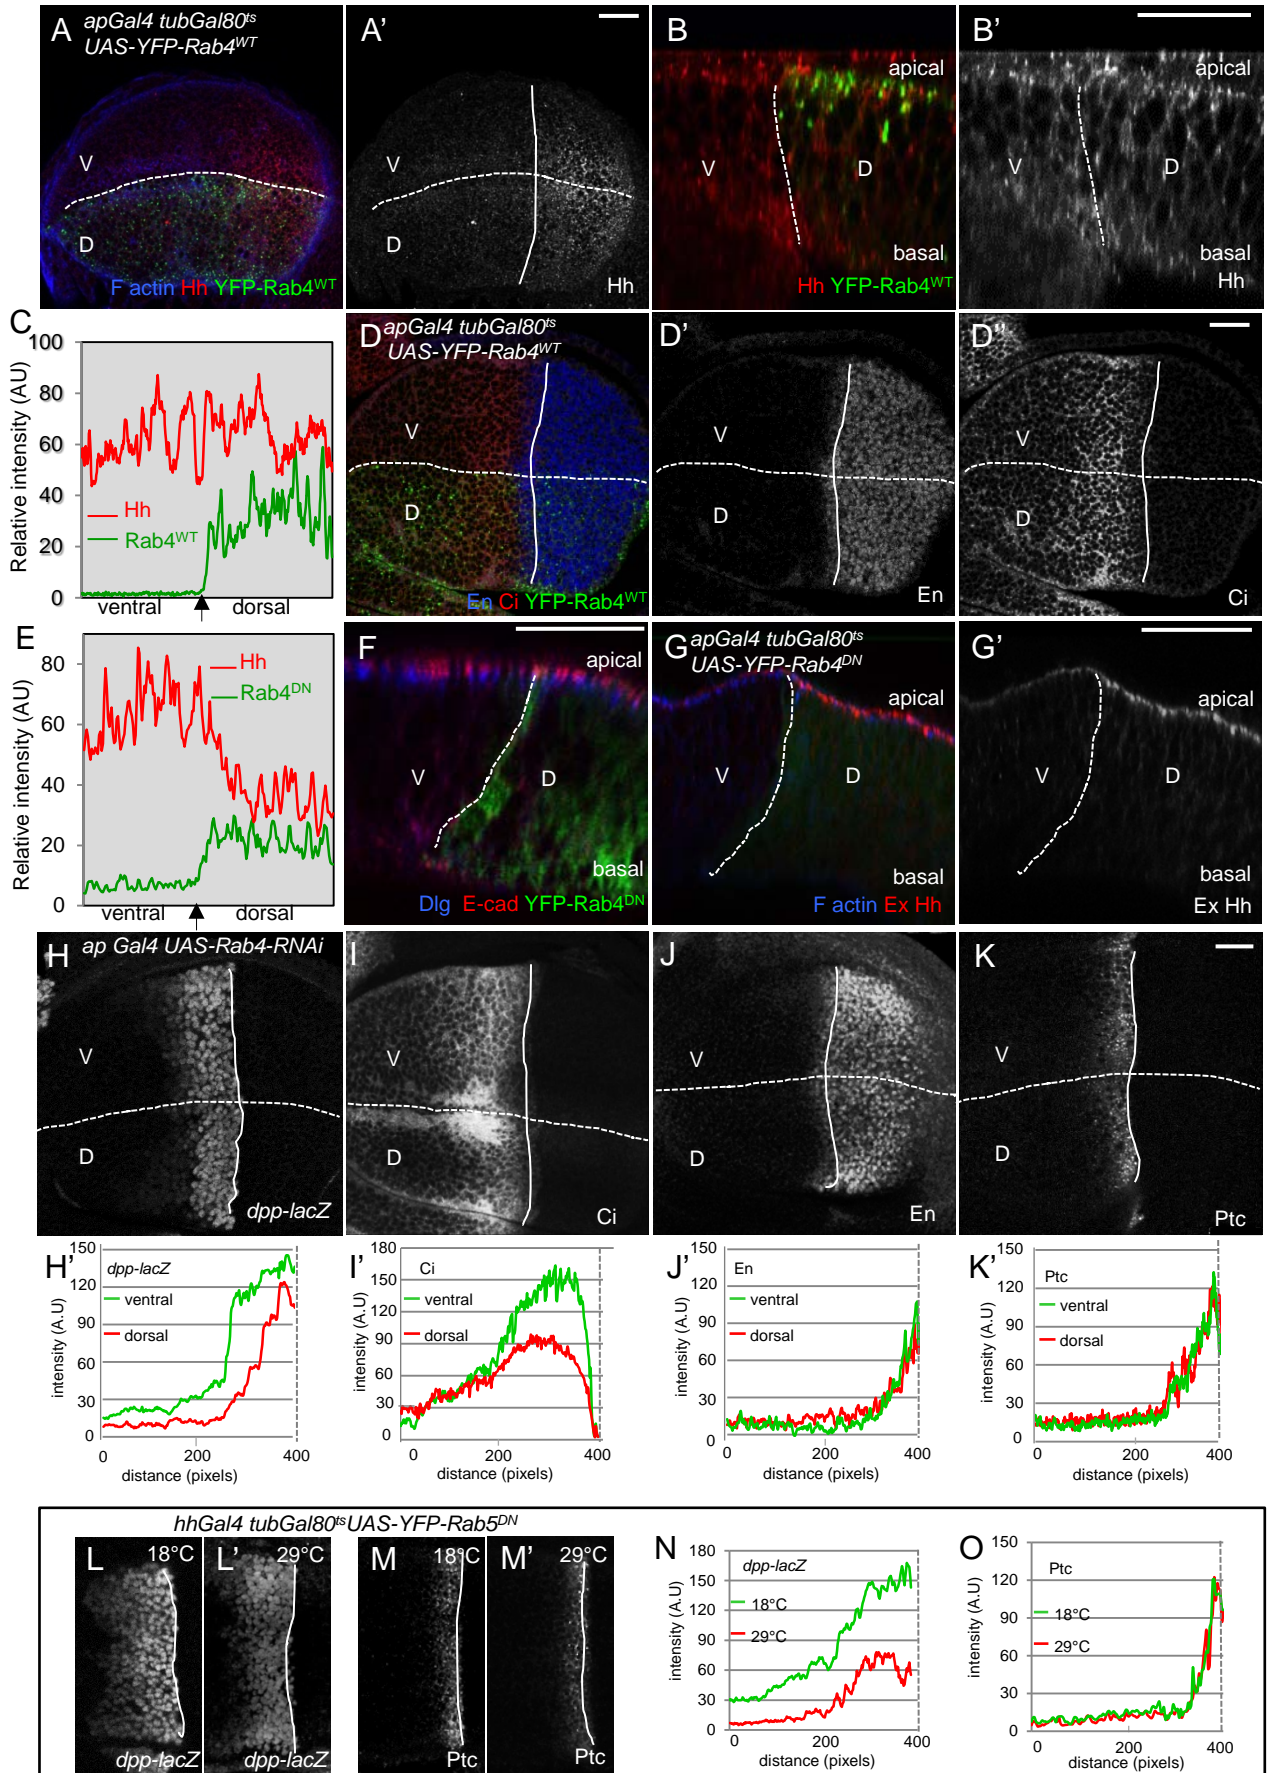 A apGal4 tubGal80ts
UAS-YFP-Rab4WT
V
D
F actin Hh YFP-Rab4WT
A'
Hh
B
apical
V
D
basal
Hh YFP-Rab4WT
B'
apical
V
D
basal
Hh
C
Relative intensity (AU)
100
80
60
40
20
0
Hh
Rab4WT
ventral
dorsal
D apGal4 tubGal80ts
UAS-YFP-Rab4WT
V
D
En Ci YFP-Rab4WT
D'
V
D
En
D''
V
D
Ci
E
Relative intensity (AU)
80
60
40
20
0
Hh
Rab4DN
ventral
dorsal
F
apical
V
D
basal
Dlg E-cad YFP-Rab4DN
G apGal4 tubGal80ts
UAS-YFP-Rab4DN
apical
V
D
basal
F actin Ex Hh
G'
apical
V
D
basal
Ex Hh
H ap Gal4 UAS-Rab4-RNAi
V
D
dpp-lacZ
I
V
D
Ci
J
V
D
En
K
V
D
Ptc
H'
dpp-lacZ
ventral
dorsal
intensity (A.U)
150
120
90
60
30
0
0 200 400
distance (pixels)
I'
Ci
ventral
dorsal
intensity (A.U)
180
150
120
90
60
30
0
0 200 400
distance (pixels)
J'
En
ventral
dorsal
intensity (A.U)
150
120
90
60
30
0
0 200 400
distance (pixels)
K'
Ptc
ventral
dorsal
intensity (A.U)
150
120
90
60
30
0
0 200 400
distance (pixels)
hhGal4 tubGal80tsUAS-YFP-Rab5DN
L 18°C
dpp-lacZ
L' 29°C
dpp-lacZ
M 18°C
Ptc
M' 29°C
Ptc
N
dpp-lacZ
18°C
29°C
intensity (A.U)
180
150
120
90
60
30
0
0 200 400
distance (pixels)
O
Ptc
18°C
29°C
intensity (A.U)
150
120
90
60
30
0
0 200 400
distance (pixels)